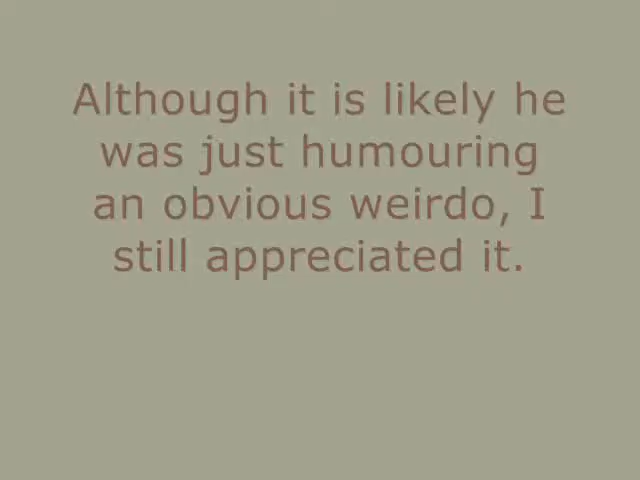 Although it is likely he
was just humouring
an obvious weirdo, I
still appreciated it.